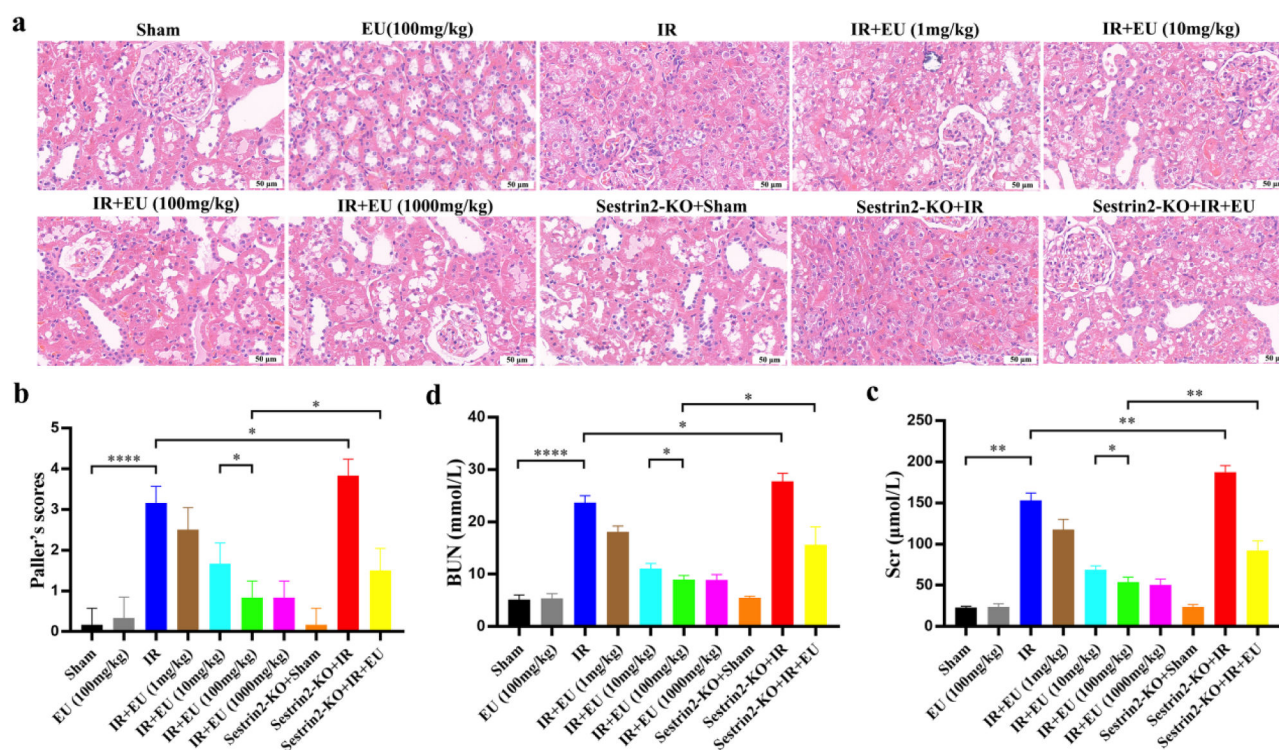 a
Sham
EU(100mg/kg)
IR
IR+EU (1mg/kg)
IR+EU (10mg/kg)
50 μm
50 μm
50 μm
50 μm
50 μm
IR+EU (100mg/kg)
IR+EU (1000mg/kg)
Sestrin2-KO+Sham
Sestrin2-KO+IR
Sestrin2-KO+IR+EU
50 μm
50 μm
50 μm
50 μm
50 μm
b
Paller's scores
5
4
3
2
1
0
****
*
*
*
Sham
EU (100mg/kg)
IR
IR+EU (1mg/kg)
IR+EU (10mg/kg)
IR+EU (100mg/kg)
IR+EU (1000mg/kg)
Sestrin2-KO+Sham
Sestrin2-KO+IR
Sestrin2-KO+IR+EU
d
BUN (mmol/L)
40
30
20
10
0
****
*
*
*
Sham
EU (100mg/kg)
IR
IR+EU (1mg/kg)
IR+EU (10mg/kg)
IR+EU (100mg/kg)
IR+EU (1000mg/kg)
Sestrin2-KO+Sham
Sestrin2-KO+IR
Sestrin2-KO+IR+EU
c
Scr (μmol/L)
250
200
150
100
50
0
**
*
**
**
Sham
EU (100mg/kg)
IR
IR+EU (1mg/kg)
IR+EU (10mg/kg)
IR+EU (100mg/kg)
IR+EU (1000mg/kg)
Sestrin2-KO+Sham
Sestrin2-KO+IR
Sestrin2-KO+IR+EU